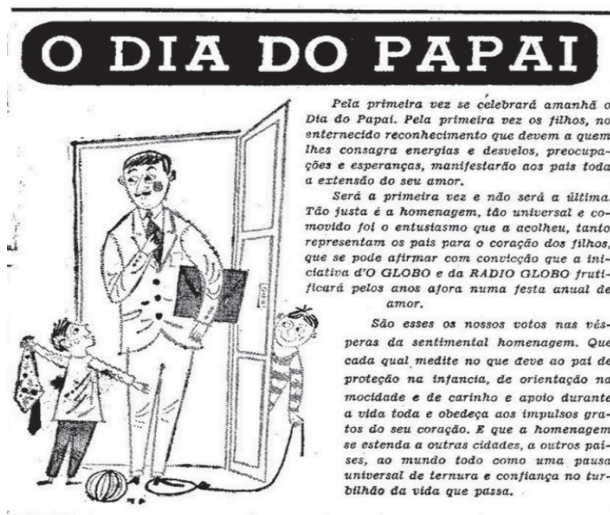 O DIA DO PAPAI
Pela primeira vez se celebrará amanhã o
Dia do Papai. Pela primeira vez os filhos, no
enternecido reconhecimento que devem a quem
lhes consagra energias e desvelos, preocupa-
ções e esperanças, manifestarão aos pais toda
a extensão do seu amor.
Será a primeira vez e não será a última.
Tão justa é a homenagem, tão universal e co-
movido foi o entusiasmo que a acolheu, tanto
representam os pais para o coração dos filhos,
que se pode afirmar com convicção que a ini-
ciativa d'O GLOBO e da RADIO GLOBO fruti-
ficará pelos anos afora numa festa anual de
amor.
São esses os nossos votos nas vés-
peras da sentimental homenagem. Que
cada qual medite no que deve ao pai de
proteção na infancia, de orientação na
mocidade e de carinho e apoio durante
a vida toda e obedeça aos impulsos gra-
tos do seu coração. E que a homenagem
se estenda a outras cidades, a outros pai-
ses, ao mundo todo como uma pausa
universal de ternura e confiança no tur-
bilhão da vida que passa.